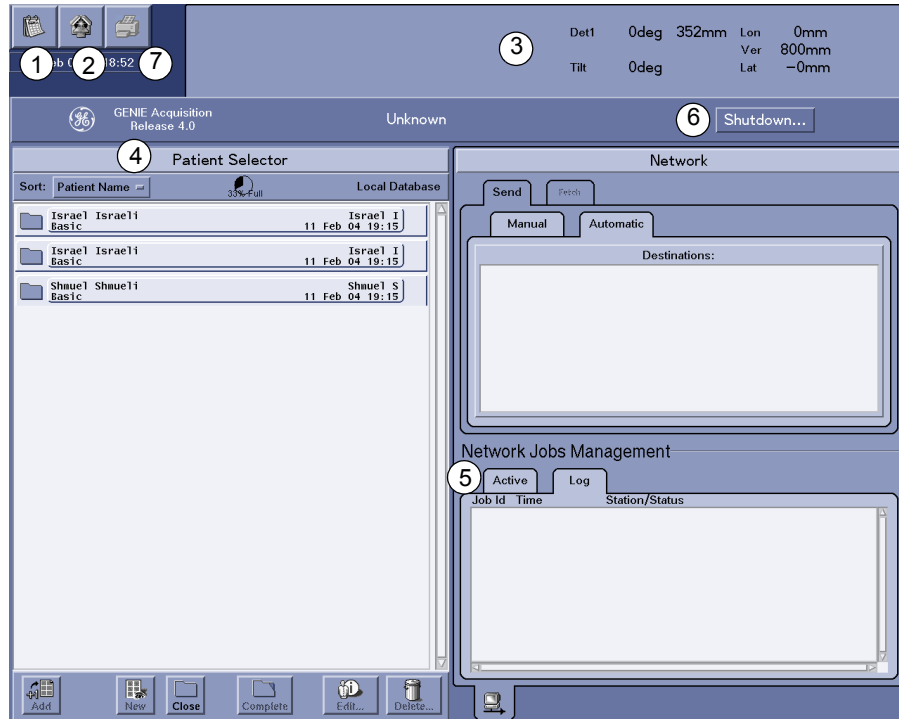 1
2
7
3
eb 0
18:52
Det1 0deg 352mm Lon 0mm
Ver 800mm
Tilt 0deg Lat -0mm
GENIE Acquisition
Release 4.0
Unknown
6
Shutdown...
4
Patient Selector
Sort: Patient Name
33% Full
Local Database
Israel Israeli Israel I
Basic 11 Feb 04 19:15
Israel Israeli Israel I
Basic 11 Feb 04 19:15
Shmuel Shmueli Shmuel S
Basic 11 Feb 04 19:15
Add
New
Close
Complete
Edit...
Delete...
Network
Send
Fetch
Manual
Automatic
Destinations:
Network Jobs Management
5
Active
Log
Job Id Time Station/Status